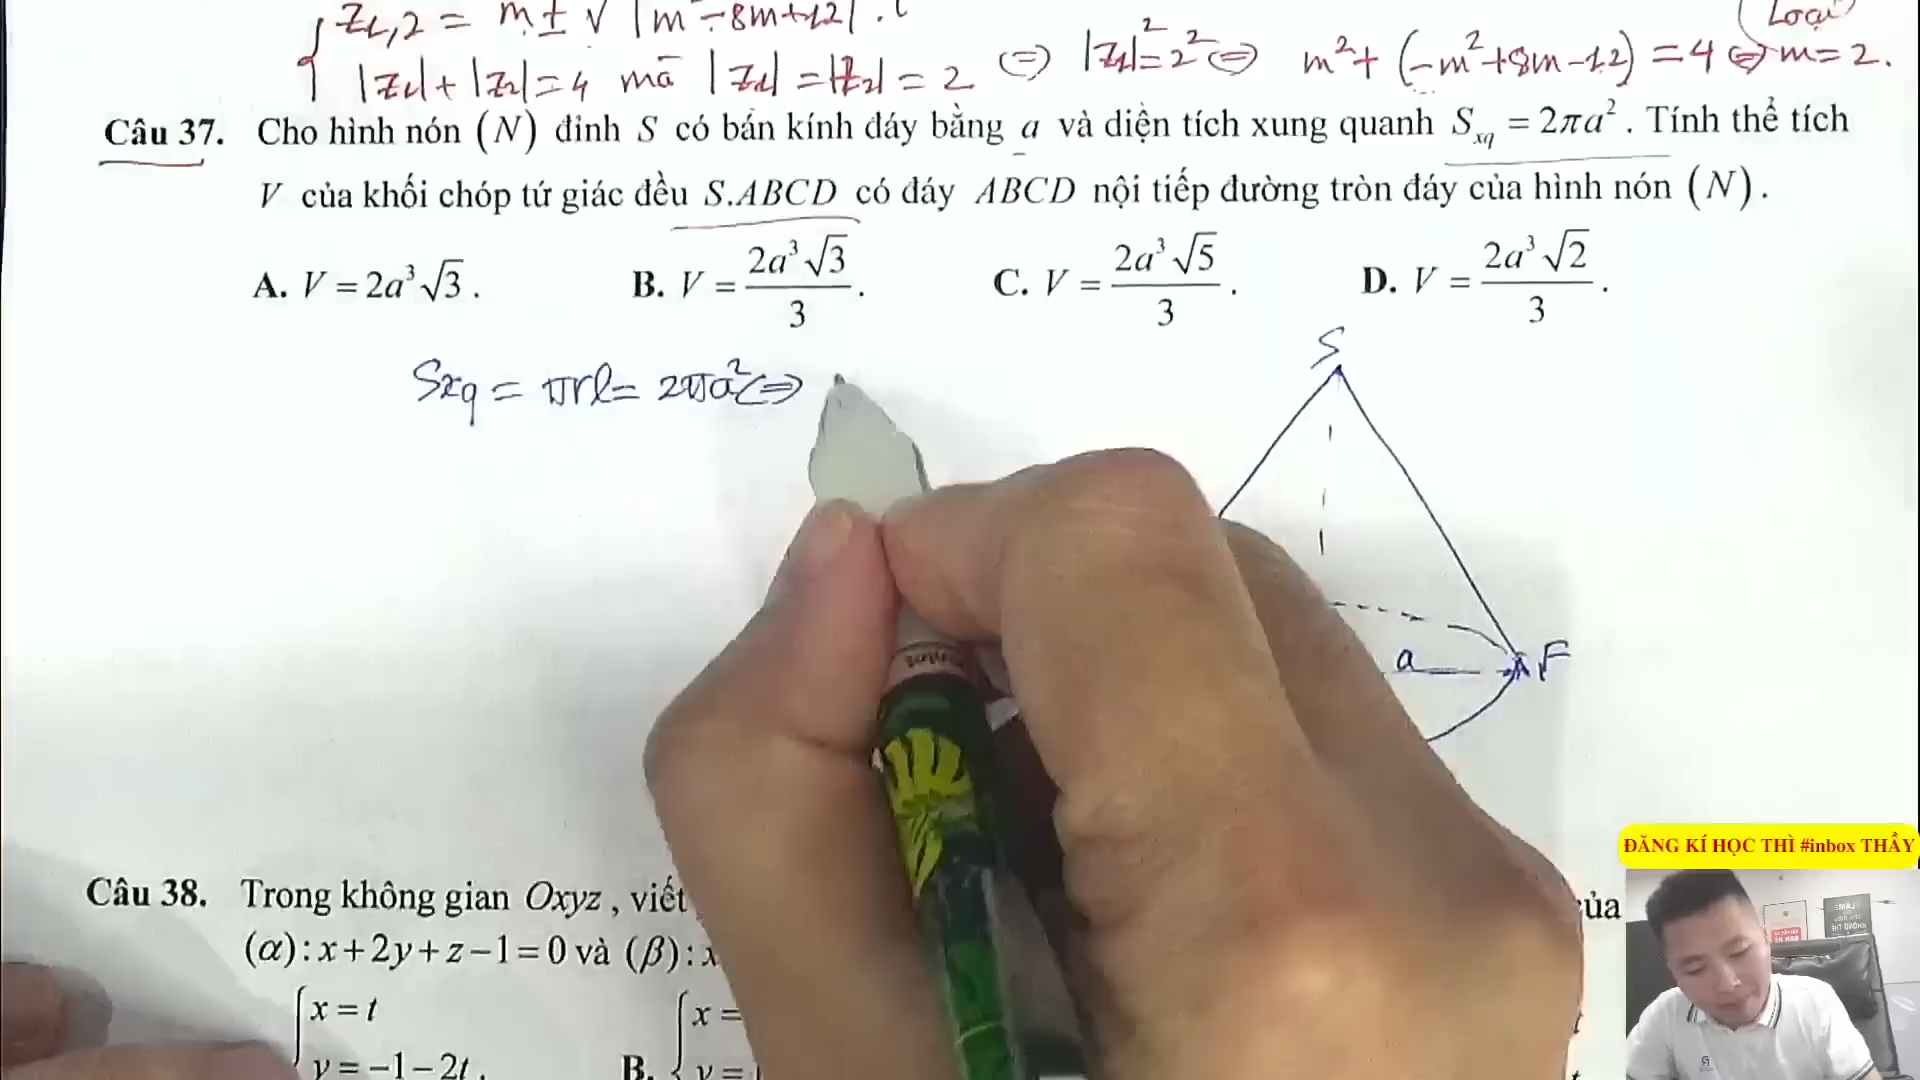 z₁,₂ = m ± √|m² - 8m + 12| . i
(Loại)
|z₁| + |z₂| = 4 mà |z₁| = |z₂| = 2 ⇔ |z₁|² = 2² ⇔ m² + (-m² + 8m - 12) = 4 ⇔ m = 2.
Câu 37. Cho hình nón (N) đỉnh S có bán kính đáy bằng a và diện tích xung quanh S_xq = 2πa². Tính thể tích
V của khối chóp tứ giác đều S.ABCD có đáy ABCD nội tiếp đường tròn đáy của hình nón (N).
A. V = 2a³√3. B. V = 2a³√3/3. C. V = 2a³√5/3. D. V = 2a³√2/3.
S
Sxq = πrl = 2πa² ⇔
a
F
ĐĂNG KÍ HỌC THÌ #inbox THẦY
Câu 38. Trong không gian Oxyz, viết của
(α): x + 2y + z - 1 = 0 và (β): x
x = t x =
y = -1 - 2t. B. y =